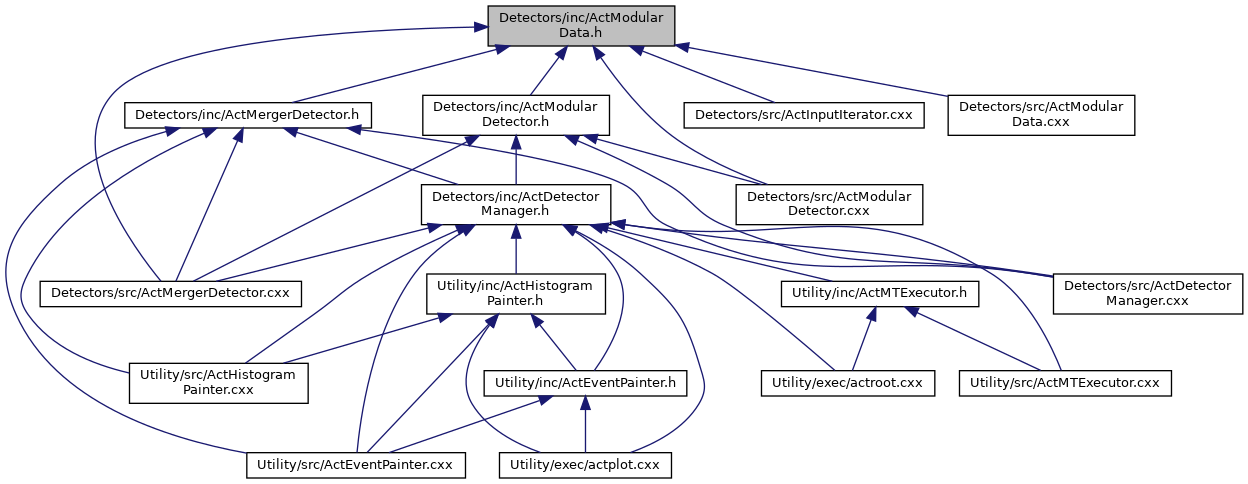 Detectors/inc/ActModular
Data.h
Detectors/inc/ActMergerDetector.h
Detectors/inc/ActModular
Detector.h
Detectors/src/ActInputIterator.cxx
Detectors/src/ActModular
Data.cxx
Detectors/inc/ActDetector
Manager.h
Detectors/src/ActModular
Detector.cxx
Detectors/src/ActMergerDetector.cxx
Utility/inc/ActHistogram
Painter.h
Utility/inc/ActMTExecutor.h
Detectors/src/ActDetector
Manager.cxx
Utility/src/ActHistogram
Painter.cxx
Utility/inc/ActEventPainter.h
Utility/exec/actroot.cxx
Utility/src/ActMTExecutor.cxx
Utility/src/ActEventPainter.cxx
Utility/exec/actplot.cxx